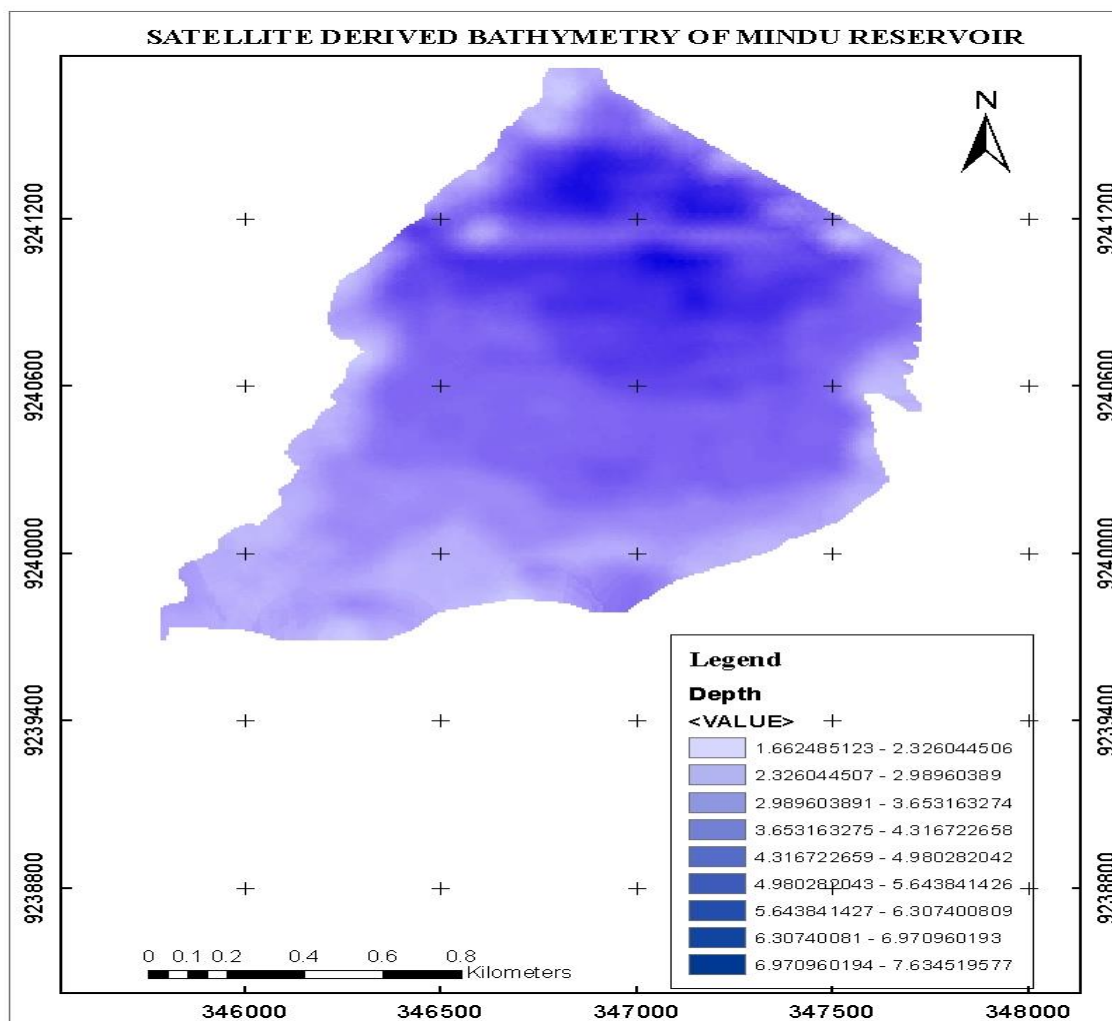 SATELLITE DERIVED BATHYMETRY OF MINDU RESERVOIR
N
9241200
9241200
9240600
9240600
9240000
9240000
9239400
9239400
9238800
9238800
Legend
Depth
<VALUE>
1.662485123 - 2.326044506
2.326044507 - 2.98960389
2.989603891 - 3.653163274
3.653163275 - 4.316722658
4.316722659 - 4.980282042
4.980282043 - 5.643841426
5.643841427 - 6.307400809
6.30740081 - 6.970960193
6.970960194 - 7.634519577
0 0.1 0.2 0.4 0.6 0.8
Kilometers
346000 346500 347000 347500 348000